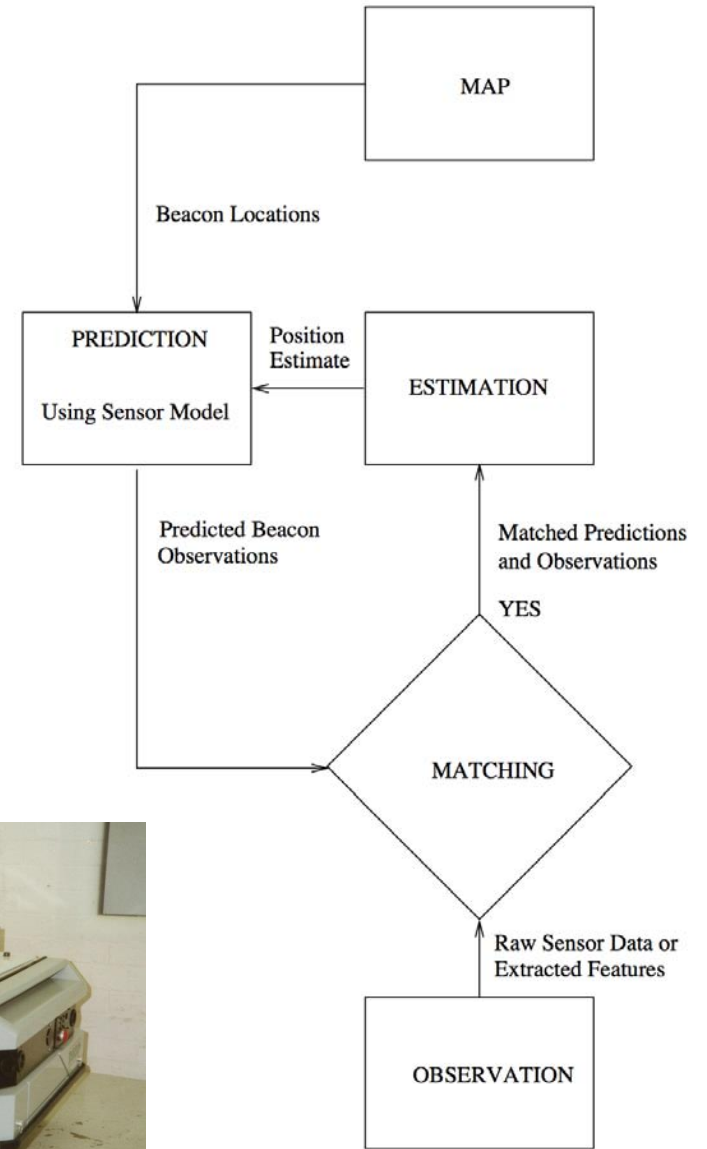 MAP
Beacon Locations
PREDICTION
Using Sensor Model
Position
Estimate
ESTIMATION
Predicted Beacon
Observations
Matched Predictions
and Observations
YES
MATCHING
Raw Sensor Data or
Extracted Features
OBSERVATION